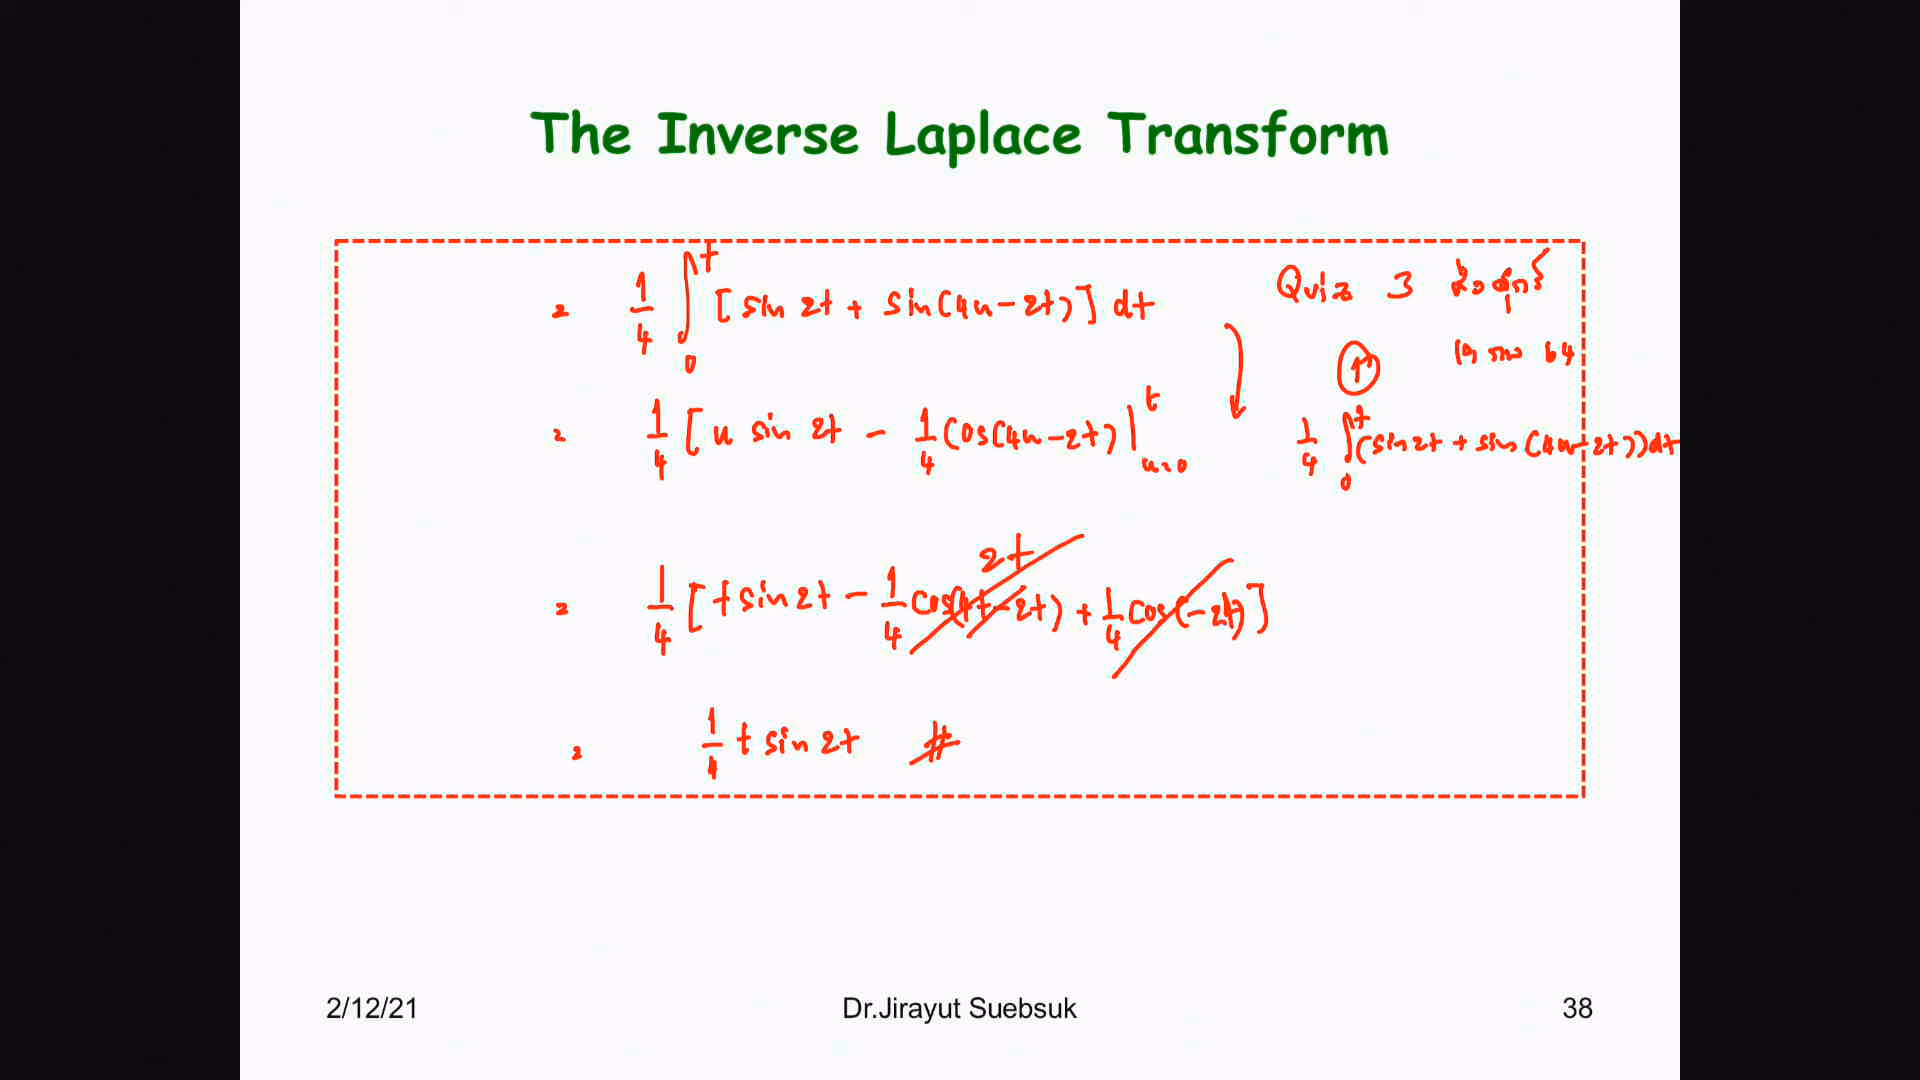 The Inverse Laplace Transform
= 1/4 ∫₀ᵗ [sin 2t + sin(4u-2t)] dt
Quiz 3
= 1/4 [u sin 2t - 1/4 cos(4u-2t)] |ᵗ u=0
1/4 ∫₀ᵗ (sin 2t + sin(4u-2t)) dt
2t
= 1/4 [t sin 2t - 1/4 cos(4t-2t) + 1/4 cos(-2t)]
= 1/4 t sin 2t #
2/12/21 Dr.Jirayut Suebsuk 38